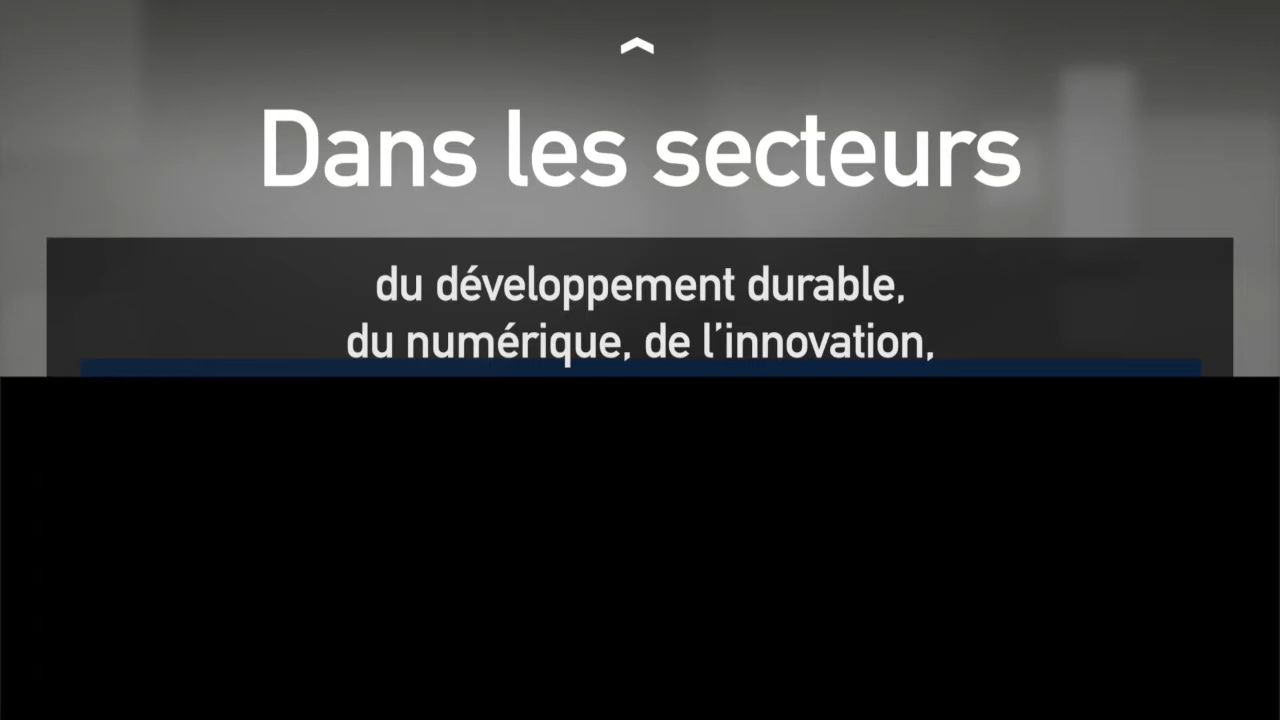 Dans les secteurs
du développement durable,
du numérique, de l'innovation,